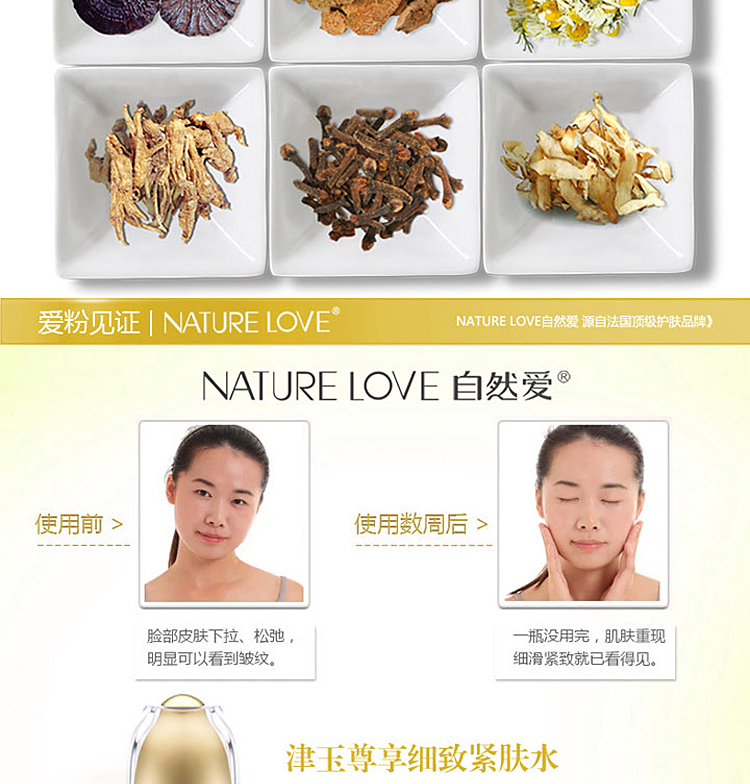 爱粉见证 | NATURE LOVE®
NATURE LOVE自然爱 源自法国顶级护肤品牌》
NATURE LOVE 自然爱®
使用前 >
使用数周后 >
脸部皮肤下拉、松弛，
明显可以看到皱纹。
一瓶没用完，肌肤重现
细滑紧致就已看得见。
津玉尊享细致紧肤水